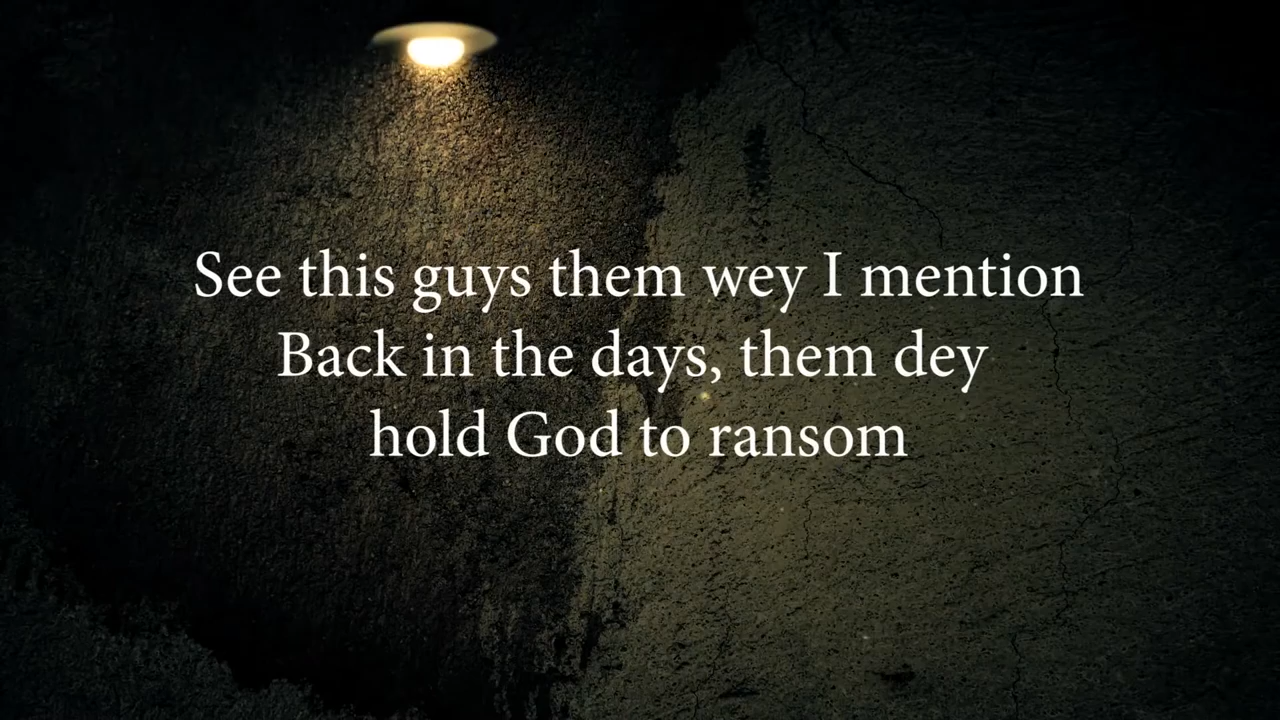 See this guys them wey I mention
Back in the days, them dey
hold God to ransom